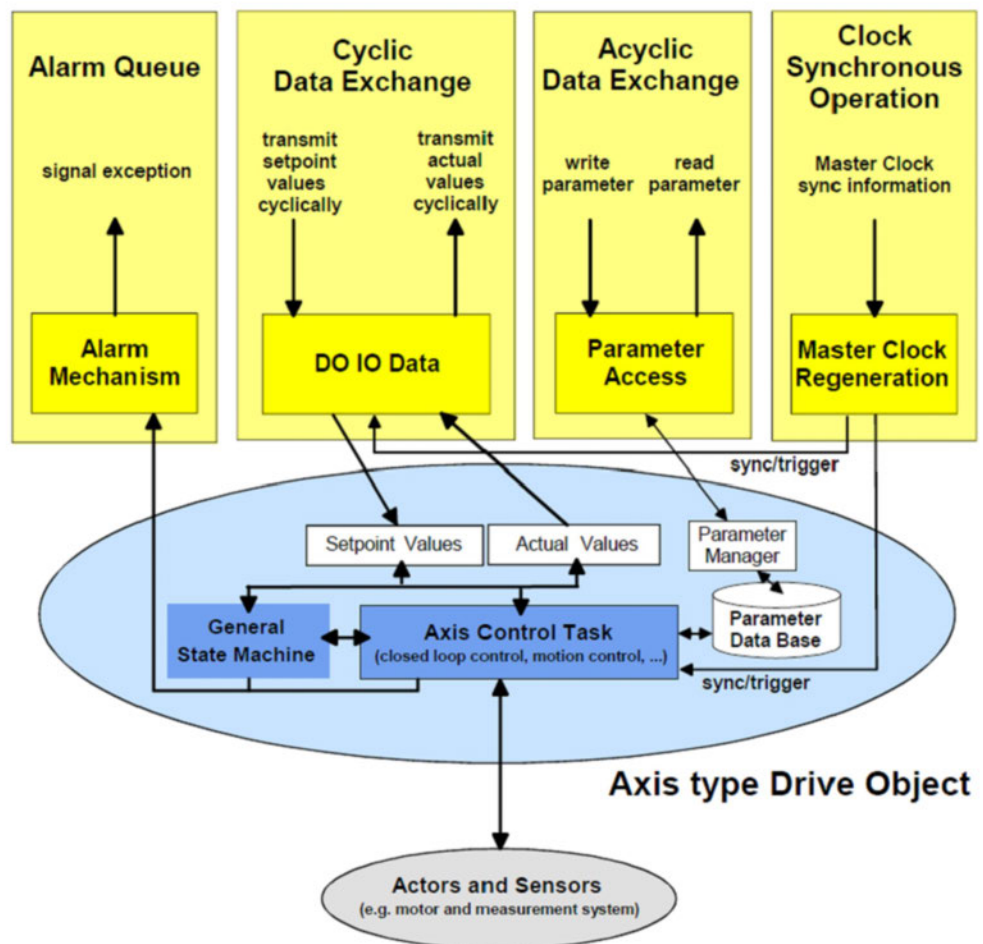 Alarm Queue
signal exception
Alarm
Mechanism
Cyclic
Data Exchange
transmit
setpoint
values
cyclically
transmit
actual
values
cyclically
DO IO Data
Acyclic
Data Exchange
write
parameter
read
parameter
Parameter
Access
Clock
Synchronous
Operation
Master Clock
sync information
Master Clock
Regeneration
sync/trigger
Setpoint Values
Actual Values
Parameter
Manager
General
State Machine
Axis Control Task
(closed loop control, motion control, ...)
Parameter
Data Base
sync/trigger
Axis type Drive Object
Actors and Sensors
(e.g. motor and measurement system)